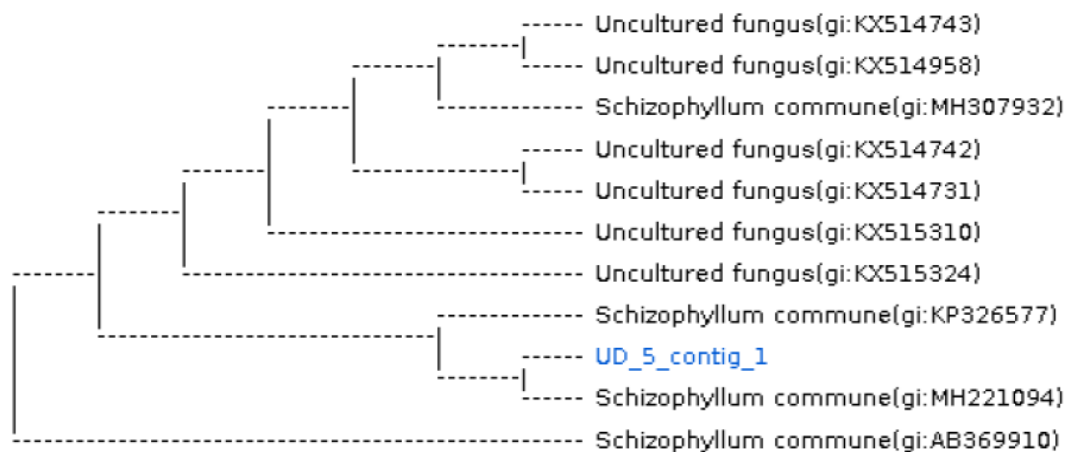 Uncultured fungus(gi:KX514743)
Uncultured fungus(gi:KX514958)
Schizophyllum commune(gi:MH307932)
Uncultured fungus(gi:KX514742)
Uncultured fungus(gi:KX514731)
Uncultured fungus(gi:KX515310)
Uncultured fungus(gi:KX515324)
Schizophyllum commune(gi:KP326577)
UD_5_contig_1
Schizophyllum commune(gi:MH221094)
Schizophyllum commune(gi:AB369910)